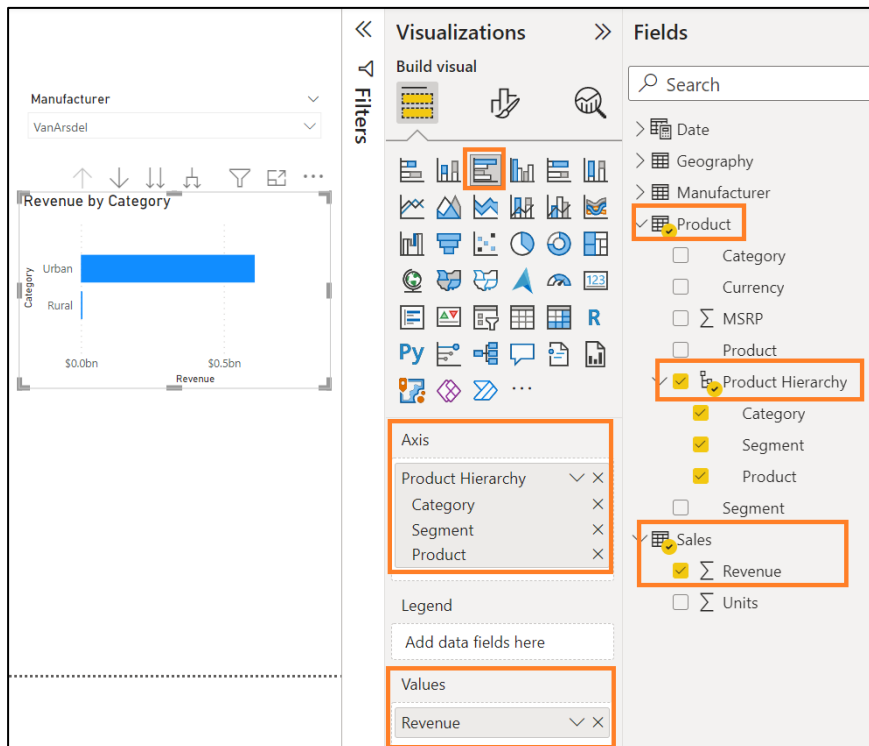 Manufacturer
VanArsdel
Revenue by Category
Category
Urban
Rural
$0.0bn
$0.5bn
Revenue
Filters
Visualizations
Build visual
123
R
Py
Axis
Product Hierarchy
Category
Segment
Product
Legend
Add data fields here
Values
Revenue
Fields
Search
Date
Geography
Manufacturer
Product
Category
Currency
MSRP
Product
Product Hierarchy
Category
Segment
Product
Segment
Sales
Revenue
Units